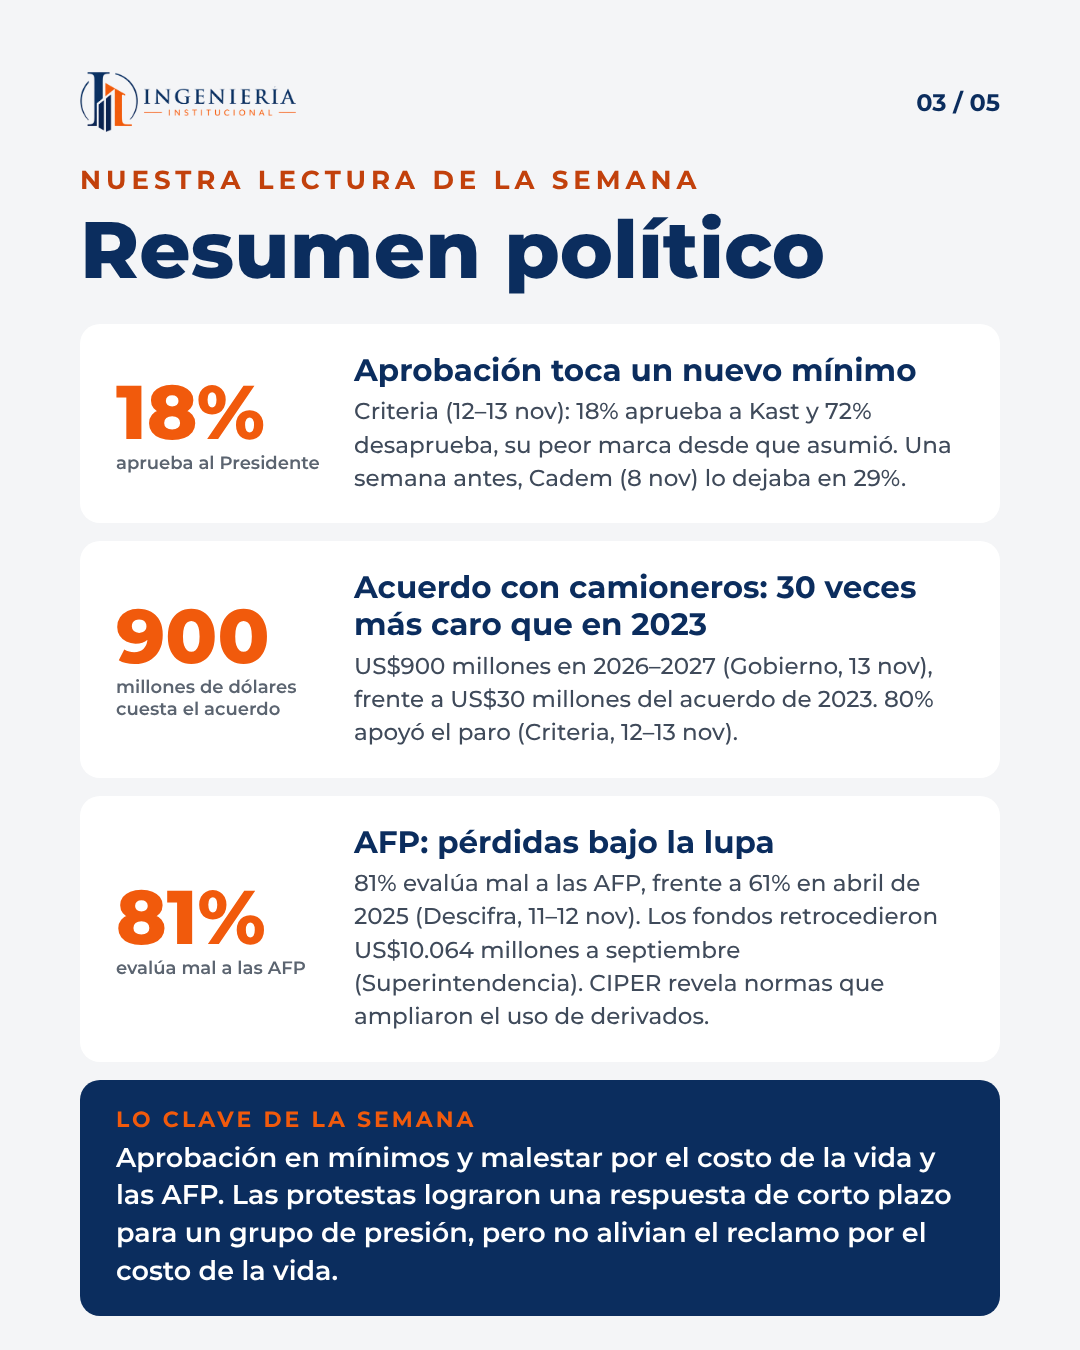 INGENIERIA
INSTITUCIONAL
03 / 05
NUESTRA LECTURA DE LA SEMANA
Resumen político
18%
aprueba al Presidente
Aprobación toca un nuevo mínimo
Criteria (12–13 nov): 18% aprueba a Kast y 72%
desaprueba, su peor marca desde que asumió. Una
semana antes, Cadem (8 nov) lo dejaba en 29%.
900
millones de dólares
cuesta el acuerdo
Acuerdo con camioneros: 30 veces
más caro que en 2023
US$900 millones en 2026–2027 (Gobierno, 13 nov),
frente a US$30 millones del acuerdo de 2023. 80%
apoyó el paro (Criteria, 12–13 nov).
81%
evalúa mal a las AFP
AFP: pérdidas bajo la lupa
81% evalúa mal a las AFP, frente a 61% en abril de
2025 (Descifra, 11–12 nov). Los fondos retrocedieron
US$10.064 millones a septiembre
(Superintendencia). CIPER revela normas que
ampliaron el uso de derivados.
LO CLAVE DE LA SEMANA
Aprobación en mínimos y malestar por el costo de la vida y
las AFP. Las protestas lograron una respuesta de corto plazo
para un grupo de presión, pero no alivian el reclamo por el
costo de la vida.